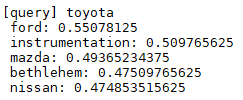 [query] toyota
ford: 0.55078125
instrumentation: 0.509765625
mazda: 0.49365234375
bethlehem: 0.47509765625
nissan: 0.474853515625